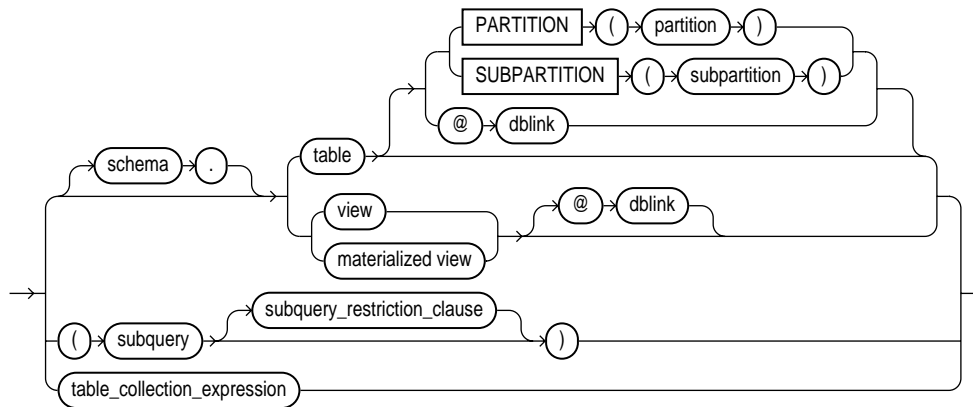 PARTITION ( partition )
SUBPARTITION ( subpartition )
@ dblink
schema .
table
view
@ dblink
materialized view
subquery_restriction_clause
( subquery )
table_collection_expression